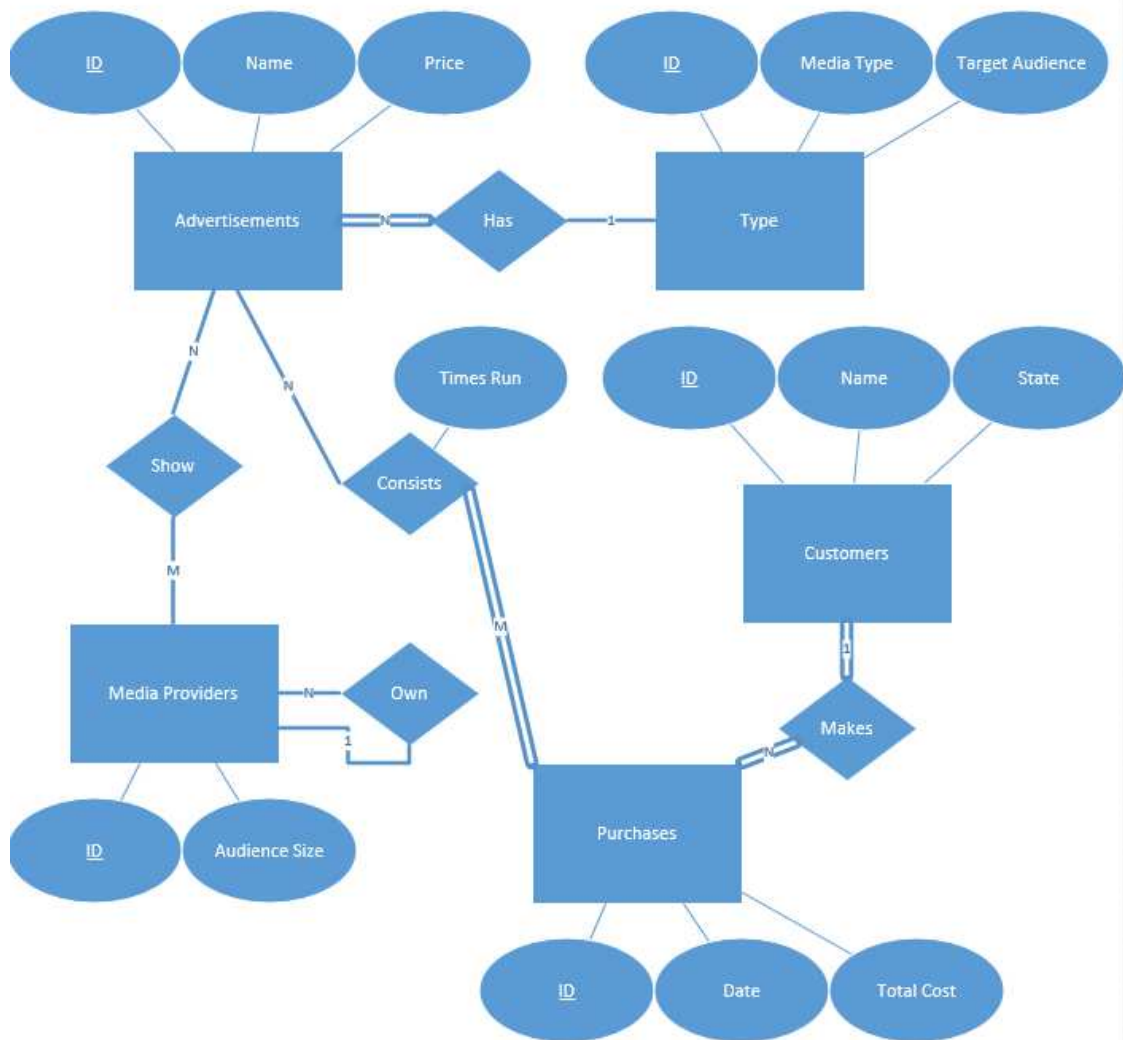 ID
Name
Price
ID
Media Type
Target Audience
Advertisements
N
Has
1
Type
N
N
Times Run
ID
Name
State
Show
Consists
Customers
M
M
1
Media Providers
N
Own
1
Makes
N
ID
Audience Size
Purchases
ID
Date
Total Cost